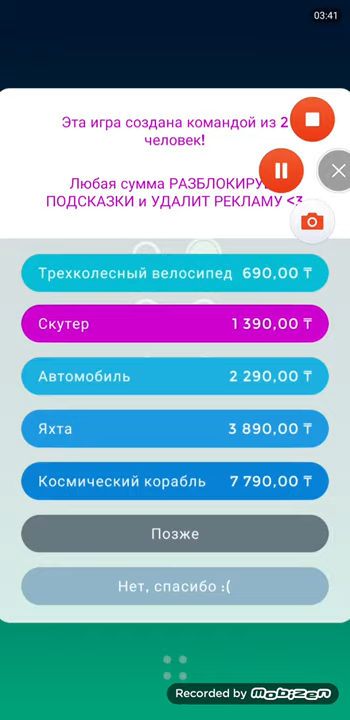 03:41
Эта игра создана командой из 2
человек!
Любая сумма РАЗБЛОКИРУ
ПОДСКАЗКИ и УДАЛИТ РЕКЛАМУ <3
Трехколесный велосипед 690,00 ₸
Скутер 1 390,00 ₸
Автомобиль 2 290,00 ₸
Яхта 3 890,00 ₸
Космический корабль 7 790,00 ₸
Позже
Нет, спасибо :(
Recorded by Mobizen